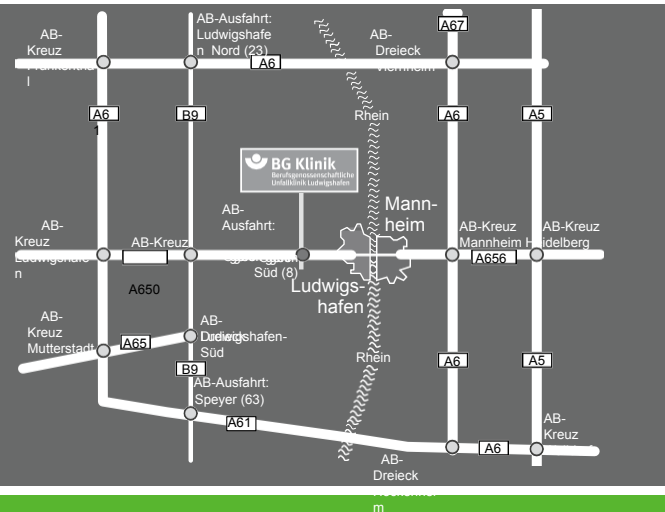 AB-
Kreuz
l
AB-Ausfahrt:
Ludwigshafe
n Nord (23)
A6
AB-
Dreieck
A67
A6
1
B9
Rhein
A6
A5
BG Klinik
Berufsgenossenschaftliche
Unfallklinik Ludwigshafen
AB-
Ausfahrt:
Süd (8)
Mann-
heim
Ludwigs-
hafen
AB-
Kreuz
Ludwigshafe
n
AB-Kreuz
A650
AB-Kreuz
Mannheim
AB-Kreuz
Heidelberg
A656
AB-
Kreuz
Mutterstadt
A65
AB-
Süd
B9
AB-Ausfahrt:
Speyer (63)
A61
Rhein
A6
A5
AB-
Kreuz
A6
AB-
Dreieck
m